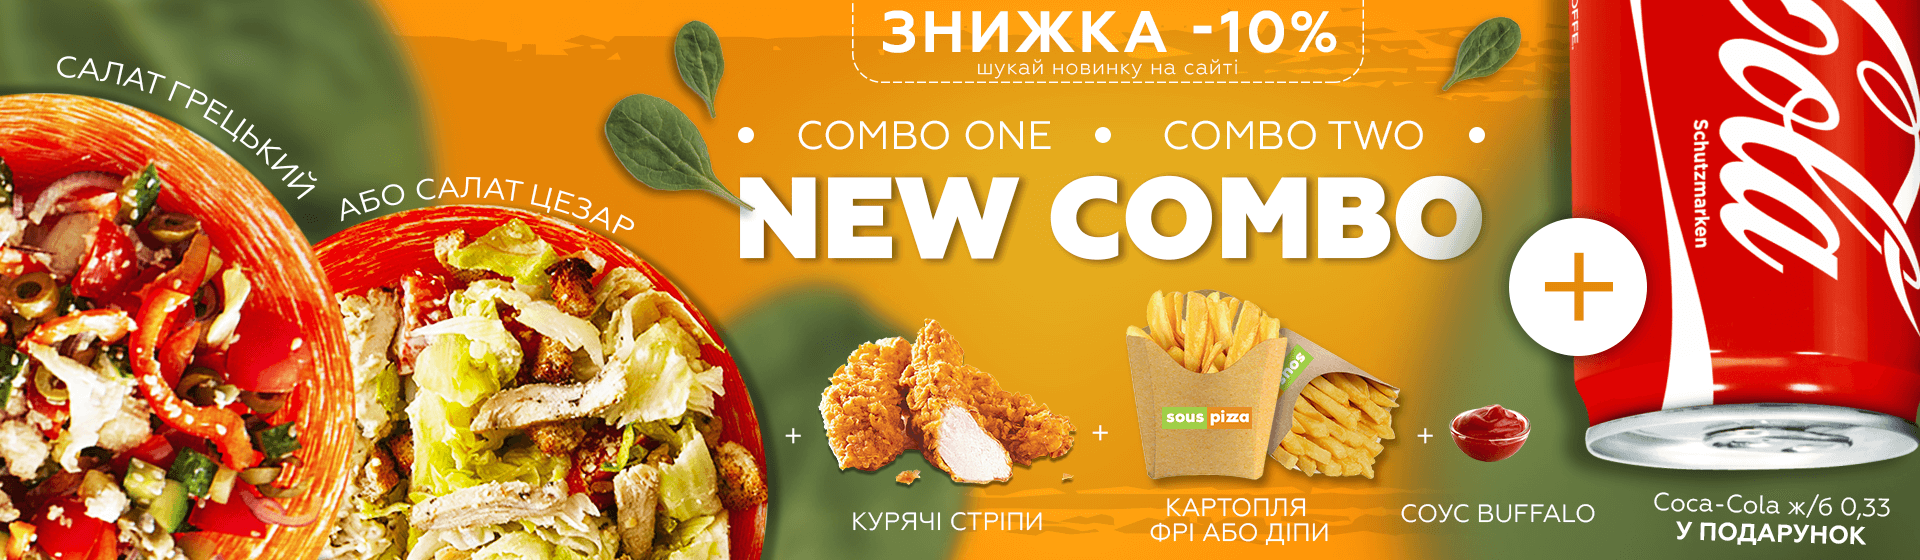 ЗНИЖКА -10%
шукай новинку на сайті
САЛАТ ГРЕЦЬКИЙ
АБО САЛАТ ЦЕЗАР
• COMBO ONE • COMBO TWO •
NEW COMBO
Cola
Schutzmarken
+
sous pizza
+
+
+
КУРЯЧІ СТРІПИ
КАРТОПЛЯ
ФРІ АБО ДІПИ
СОУС BUFFALO
Coca-Cola ж/б 0,33
У ПОДАРУНОК